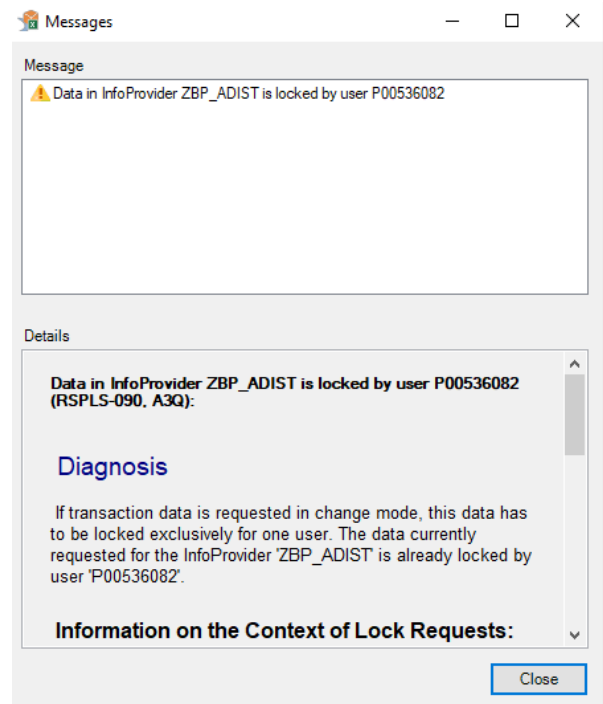 Messages
Message
Data in InfoProvider ZBP_ADIST is locked by user P00536082
Details
Data in InfoProvider ZBP_ADIST is locked by user P00536082
(RSPLS-090, A3Q):
Diagnosis
If transaction data is requested in change mode, this data has
to be locked exclusively for one user. The data currently
requested for the InfoProvider 'ZBP_ADIST' is already locked by
user 'P00536082'.
Information on the Context of Lock Requests:
Close